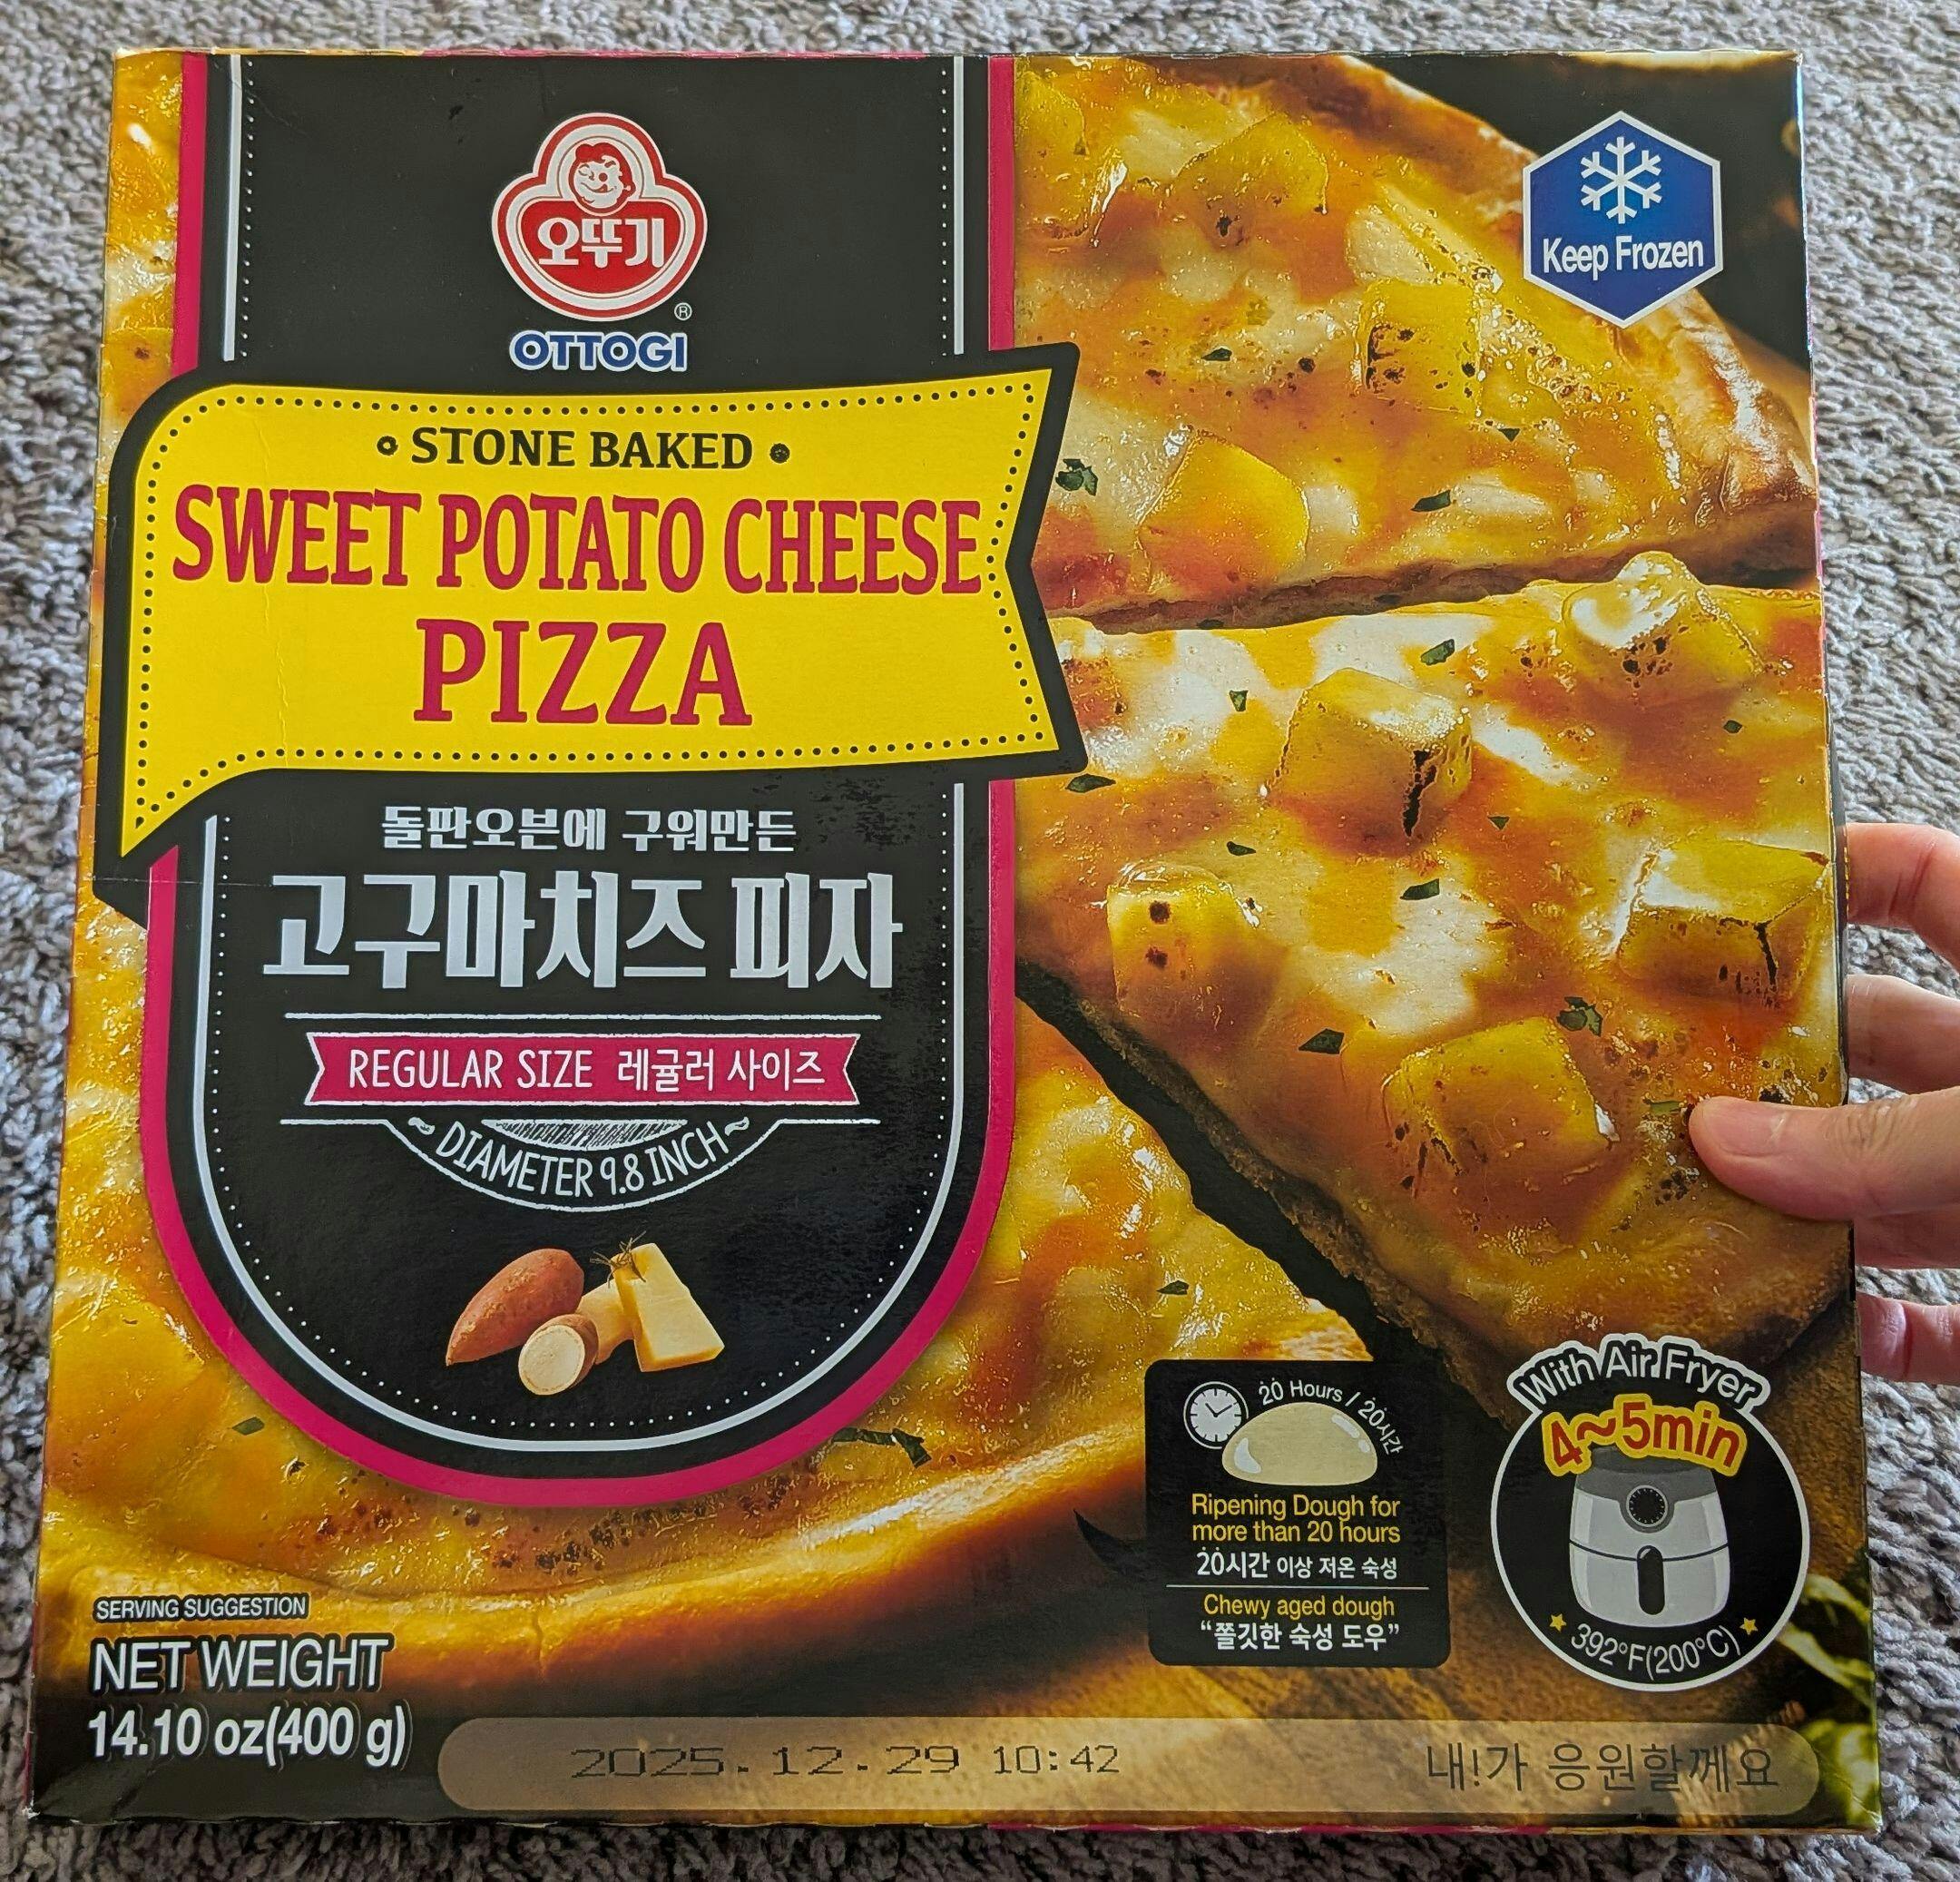 오뚜기
®
OTTOGI
Keep Frozen
STONE BAKED
SWEET POTATO CHEESE
PIZZA
돌판오븐에 구워만든
고구마치즈 피자
REGULAR SIZE 레귤러 사이즈
~DIAMETER 9.8 INCH~
20 Hours / 20시간
Ripening Dough for
more than 20 hours
20시간 이상 저온 숙성
Chewy aged dough
“쫄깃한 숙성 도우”
With Air Fryer
4~5min
392°F(200°C)
SERVING SUGGESTION
NET WEIGHT
14.10 oz(400 g)
2025.12.29 10:42
내!가 응원할께요